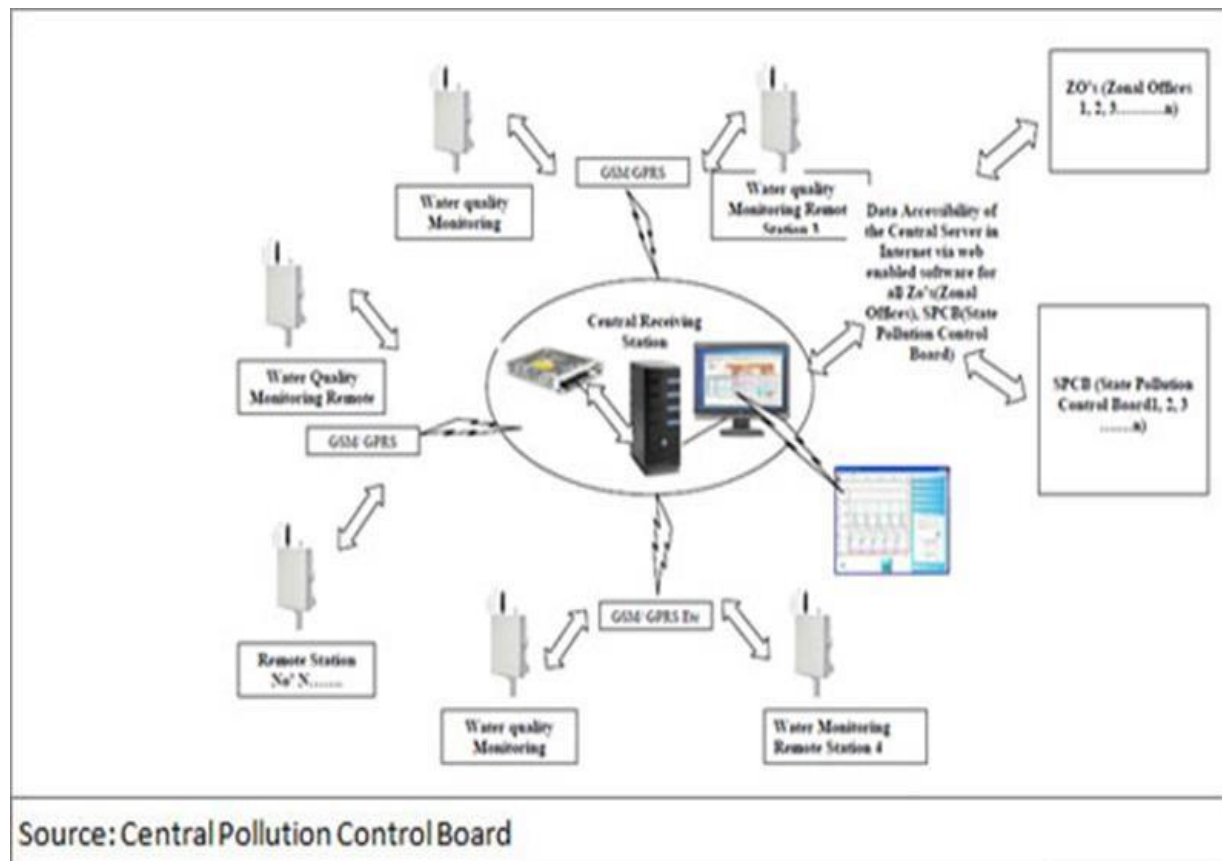 ZO's (Zonal Offices
1, 2, 3..........n)
GSM/GPRS
Water quality
Monitoring
Water quality
Monitoring Remot
Station 3
Data Accessibility of
the Central Server in
Internet via web
enabled software for
all Zo's(Zonal
Offices), SPCB(State
Pollution Control
Board)
Central Receiving
Station
Water Quality
Monitoring Remote
GSM/ GPRS
SPCB (State Pollution
Control Board1, 2, 3
.......n)
GSM/ GPRS Etc
Remote Station
No' N.......
Water quality
Monitoring
Water Monitoring
Remote Station 4
Source: Central Pollution Control Board